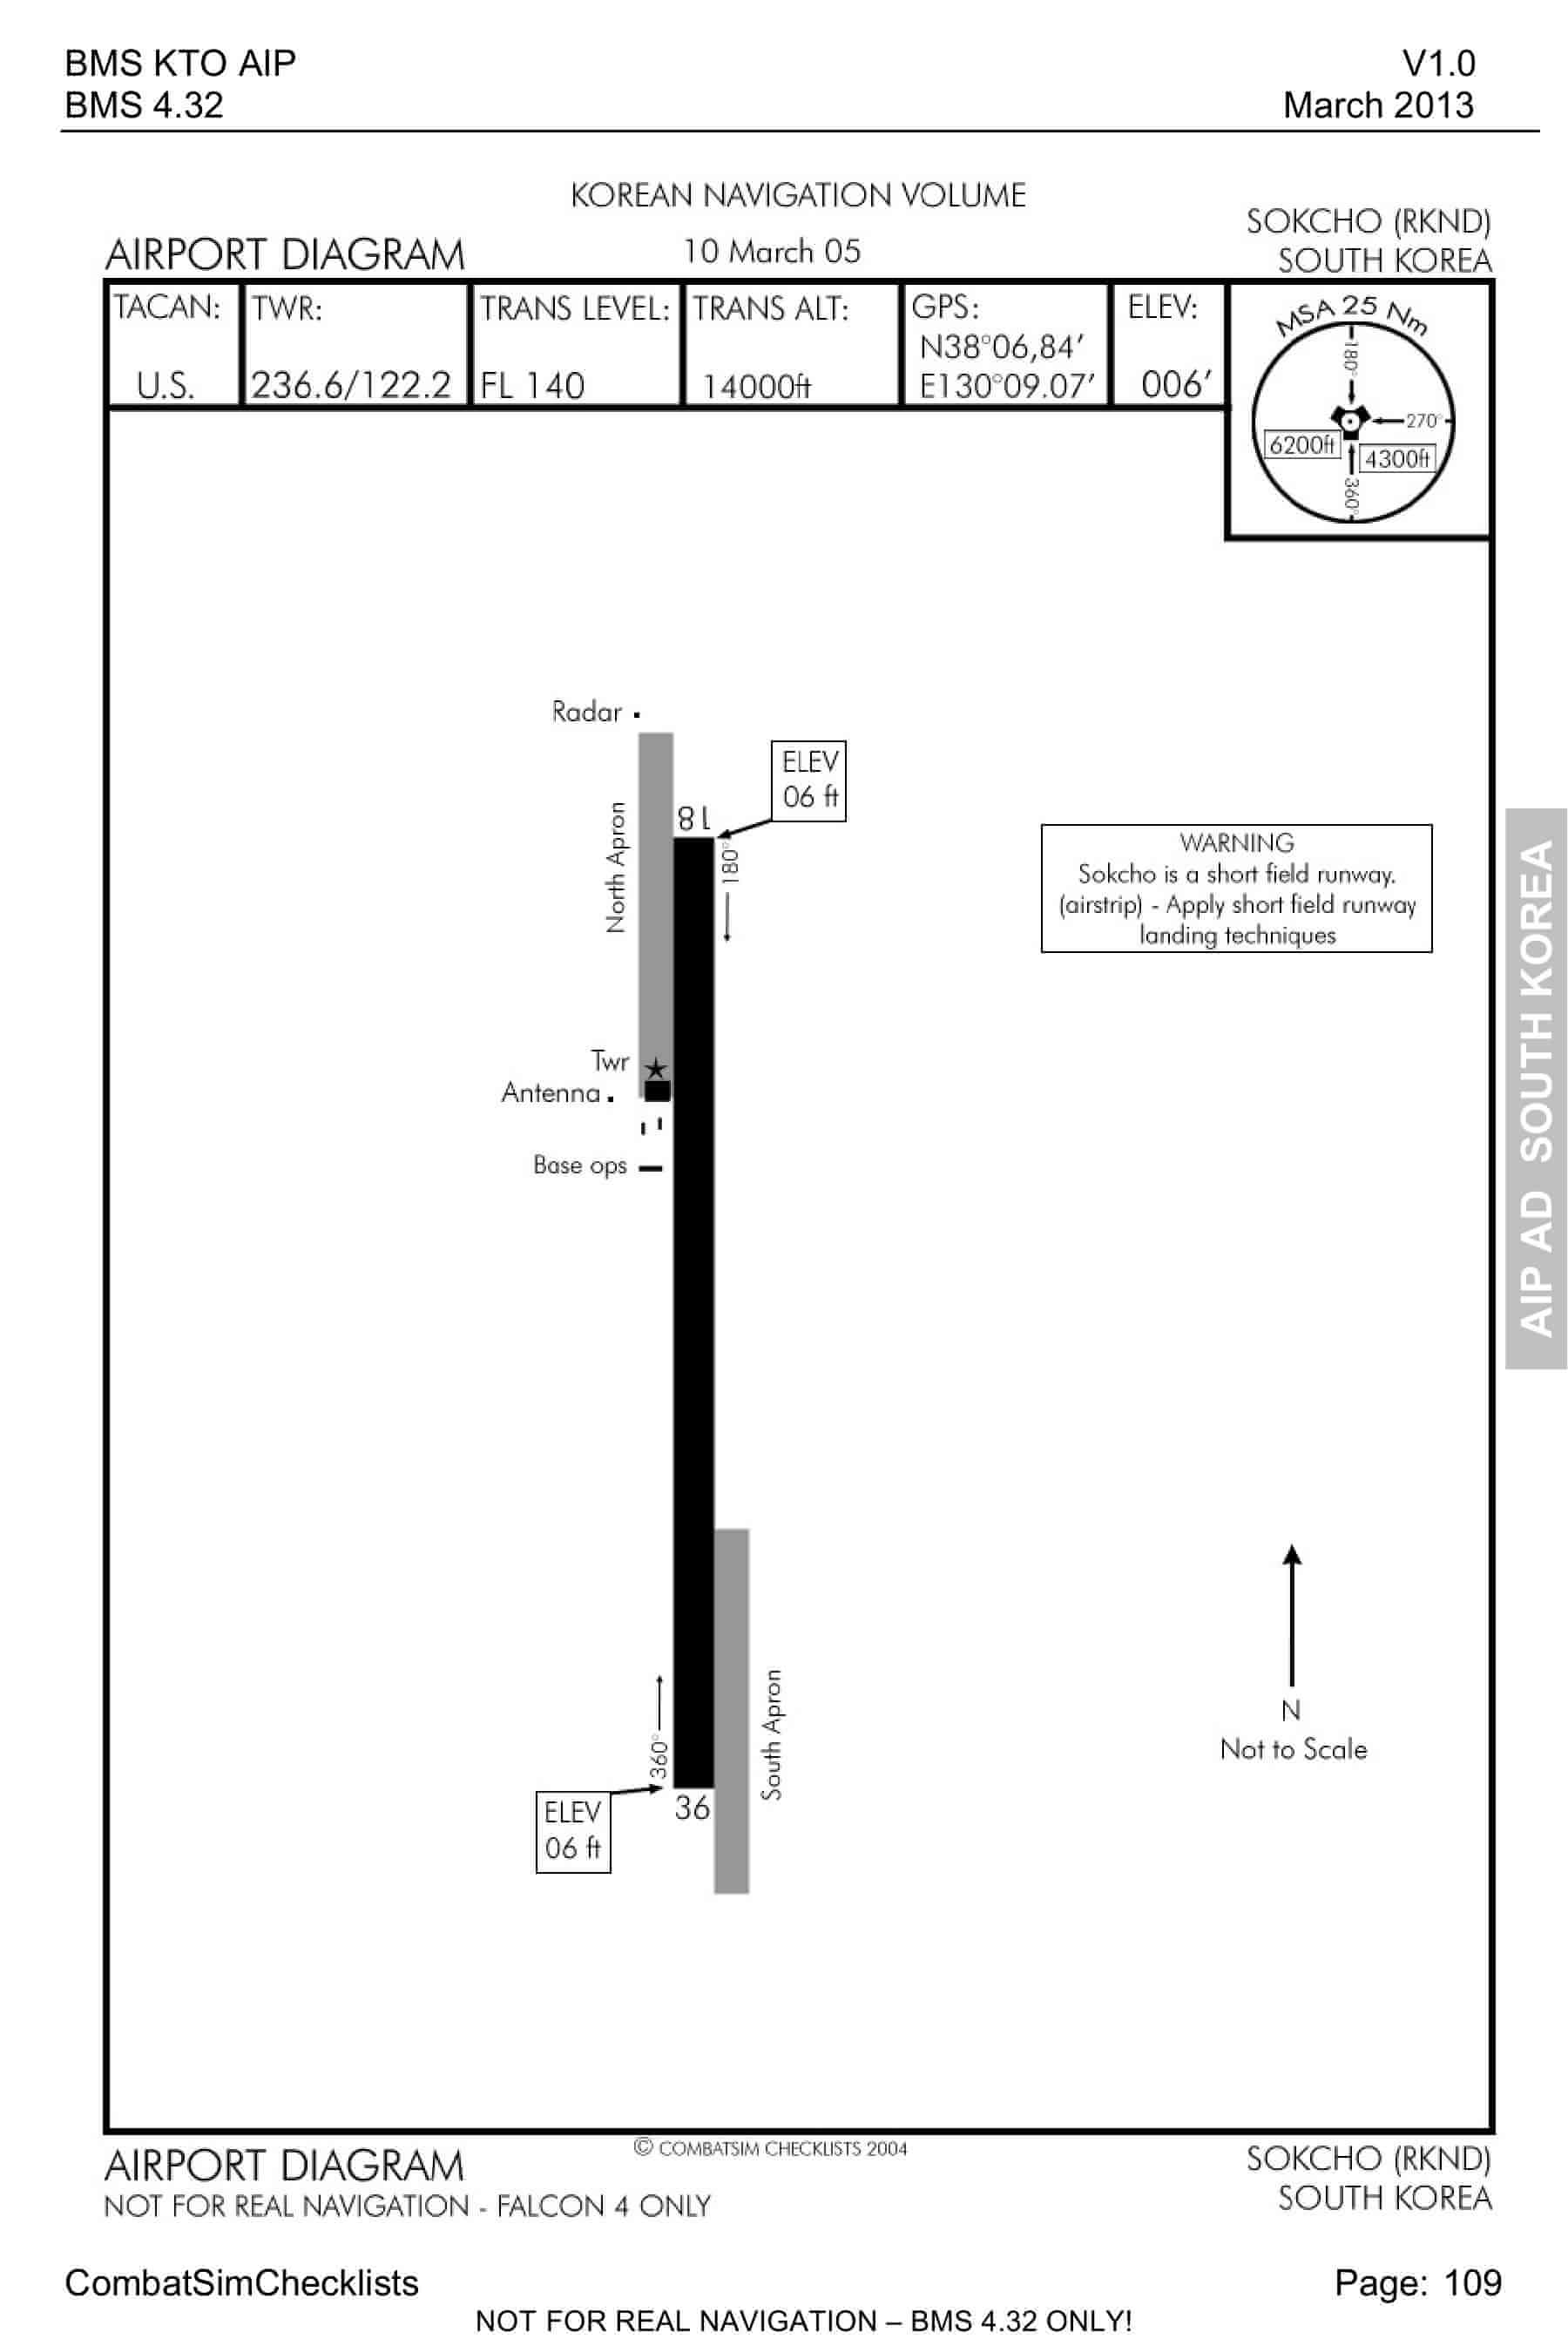 BMS KTO AIP
V1.0
BMS 4.32
March 2013
KOREAN NAVIGATION VOLUME
AIRPORT DIAGRAM
10 March 05
SOKCHO (RKND)
SOUTH KOREA
TACAN:
U.S.
TWR:
236.6/122.2
TRANS LEVEL:
FL 140
TRANS ALT:
14000ft
GPS:
N38°06,84′
E130°09.07′
ELEV:
006′
MSA 25 Nm
180°
270°
6200ft
4300ft
360°
Radar
ELEV
06 ft
18
180°
North Apron
WARNING
Sokcho is a short field runway.
(airstrip) - Apply short field runway
landing techniques
Twr
Antenna
Base ops
AIP AD SOUTH KOREA
South Apron
360°
36
ELEV
06 ft
N
Not to Scale
© COMBATSIM CHECKLISTS 2004
AIRPORT DIAGRAM
SOKCHO (RKND)
NOT FOR REAL NAVIGATION - FALCON 4 ONLY
SOUTH KOREA
CombatSimChecklists
Page: 109
NOT FOR REAL NAVIGATION – BMS 4.32 ONLY!